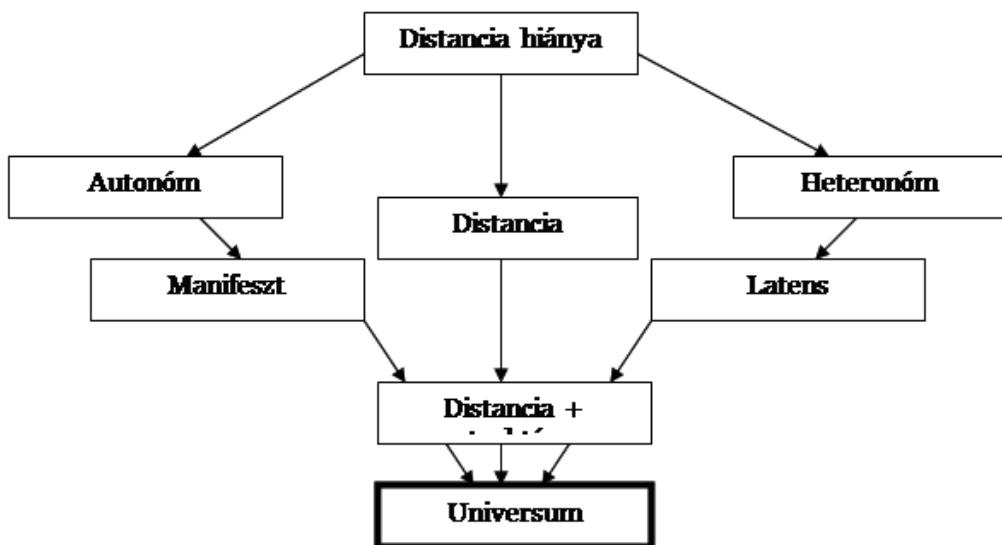 Distancia hiánya
Autonóm
Heteronóm
Distancia
Manifeszt
Latens
Distancia +
Universum